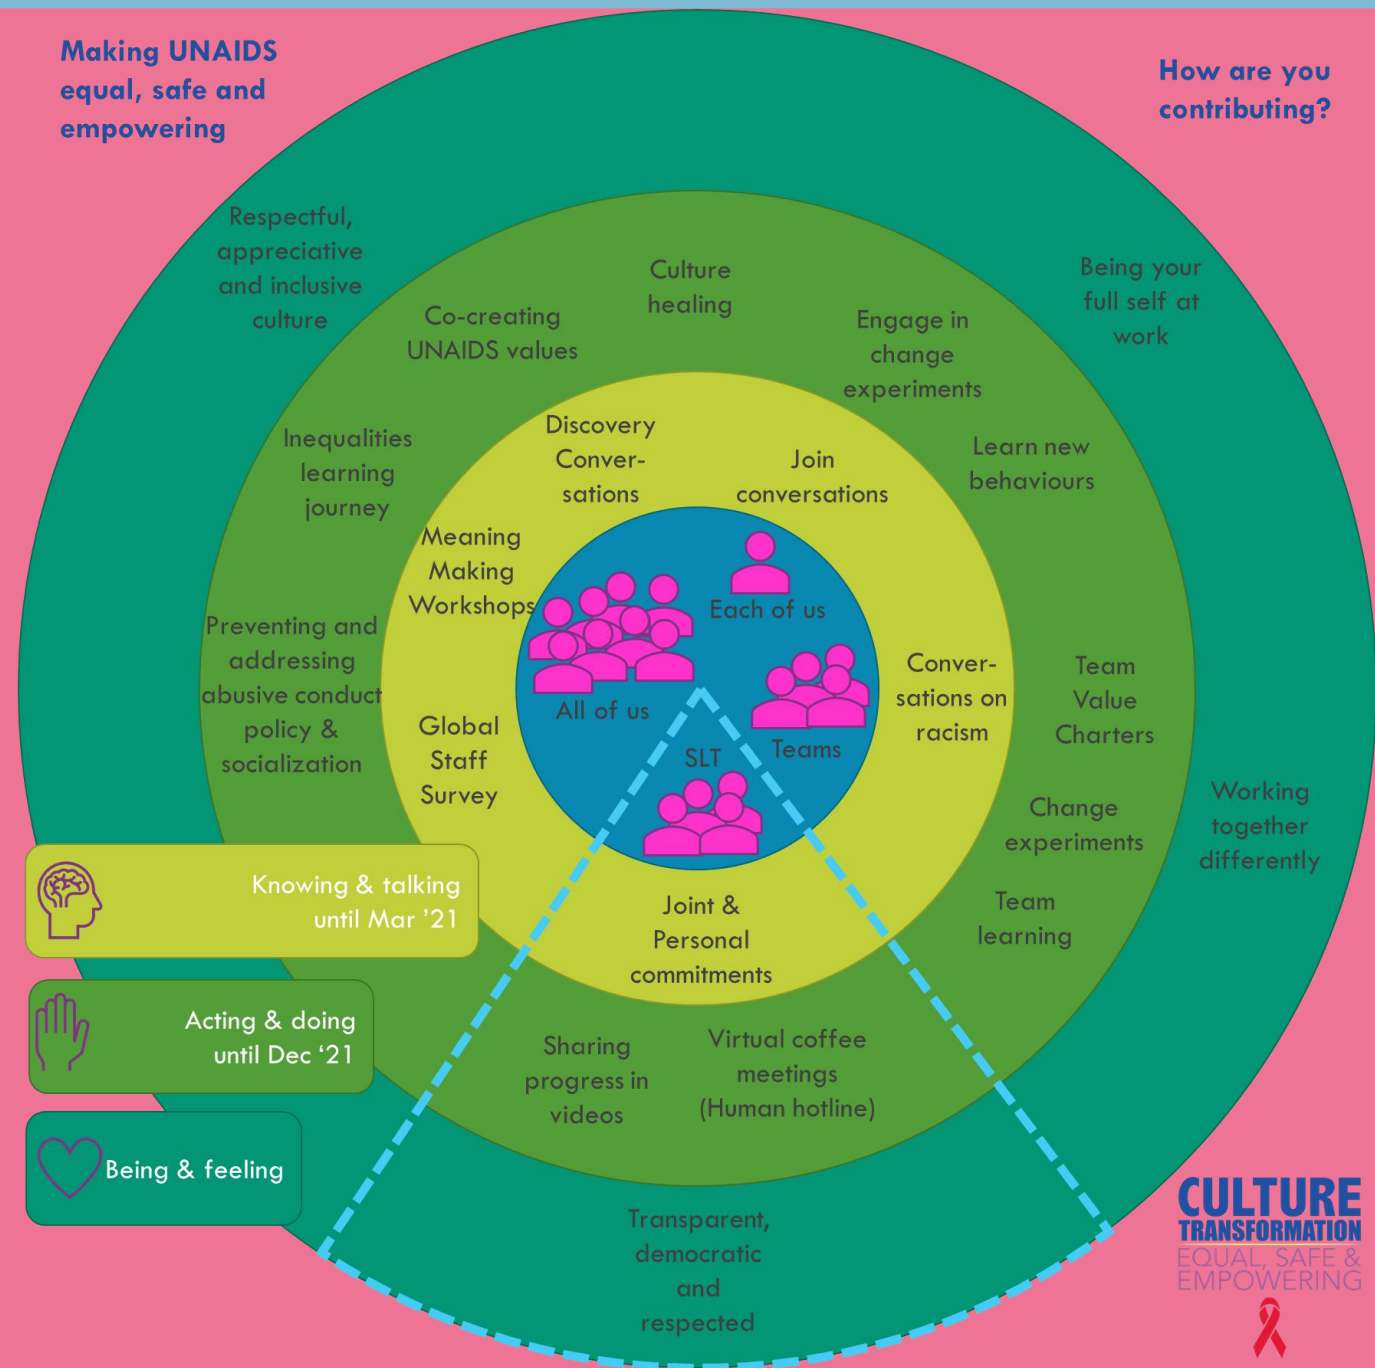 Making UNAIDS
equal, safe and
empowering
How are you
contributing?
Respectful,
appreciative
and inclusive
culture
Culture
healing
Being your
full self at
work
Co-creating
UNAIDS values
Engage in
change
experiments
Inequalities
learning
journey
Discovery
Conver-
sations
Join
conversations
Learn new
behaviours
Meaning
Making
Workshops
Each of us
Preventing and
addressing
abusive conduct
policy &
socialization
All of us
Conver-
sations on
racism
Team
Value
Charters
Global
Staff
Survey
SLT
Teams
Working
together
differently
Change
experiments
Team
learning
Knowing & talking
until Mar ’21
Joint &
Personal
commitments
Acting & doing
until Dec ‘21
Sharing
progress in
videos
Virtual coffee
meetings
(Human hotline)
Being & feeling
Transparent,
democratic
and
respected
CULTURE
TRANSFORMATION
EQUAL, SAFE &
EMPOWERING